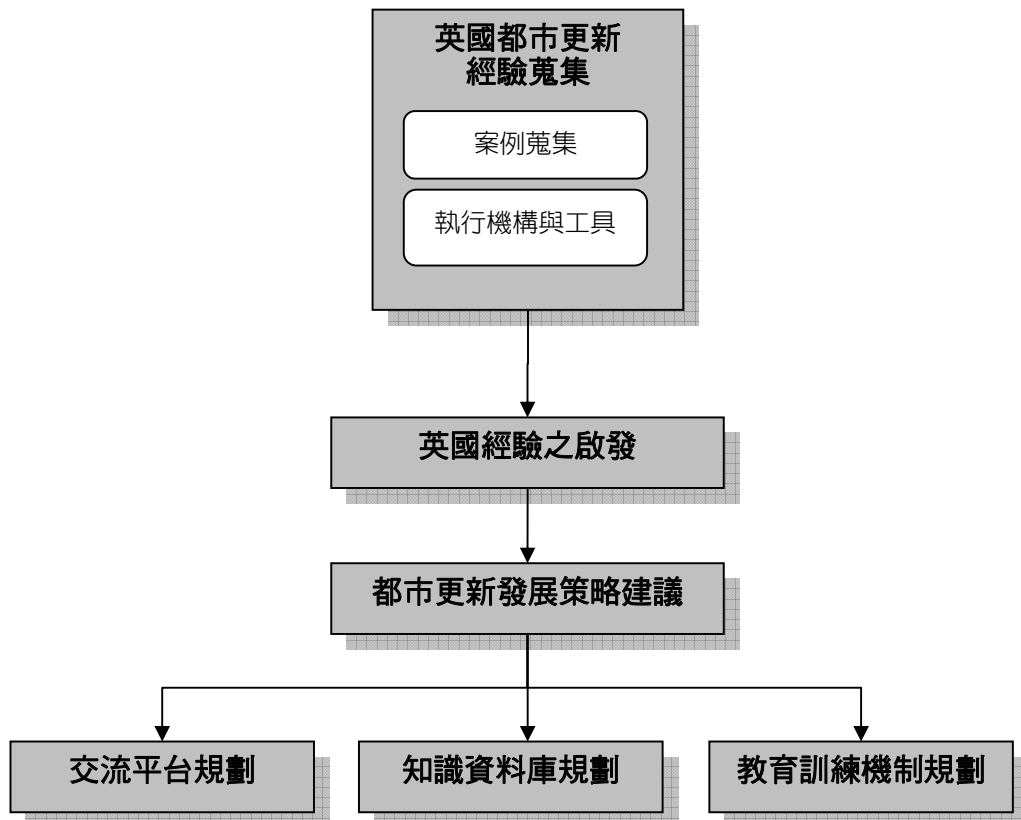 英國都市更新
經驗蒐集
案例蒐集
執行機構與工具
英國經驗之啟發
都市更新發展策略建議
交流平台規劃
知識資料庫規劃
教育訓練機制規劃